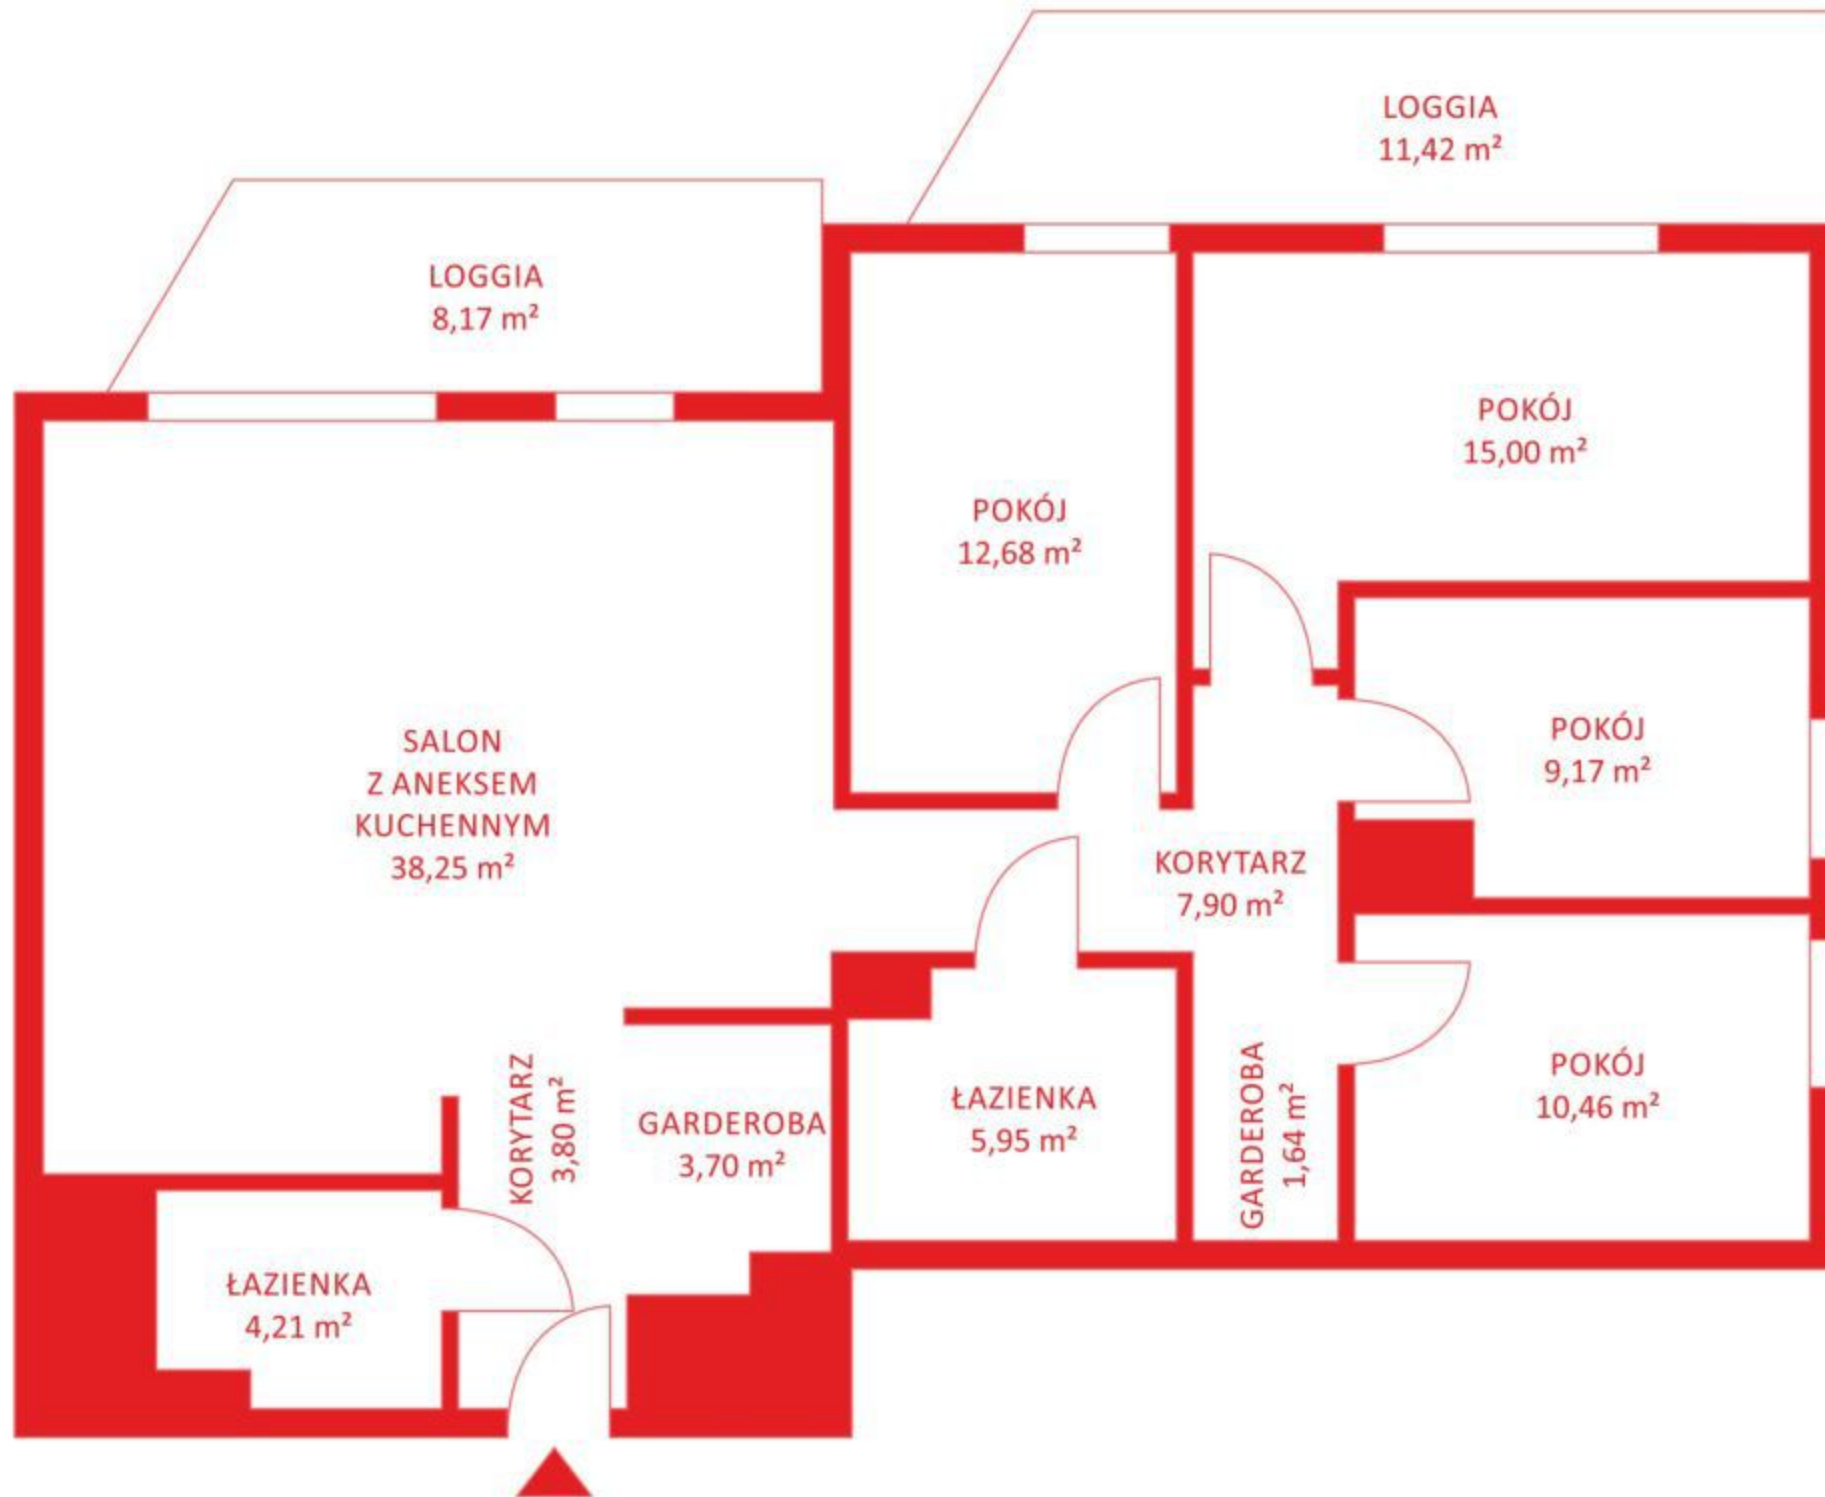 LOGGIA
11,42 m²
LOGGIA
8,17 m²
POKÓJ
15,00 m²
POKÓJ
12,68 m²
SALON
Z ANEKSEM
KUCHENNYM
38,25 m²
POKÓJ
9,17 m²
KORYTARZ
7,90 m²
KORYTARZ
3,80 m²
GARDEROBA
3,70 m²
ŁAZIENKA
5,95 m²
GARDEROBA
1,64 m²
POKÓJ
10,46 m²
ŁAZIENKA
4,21 m²